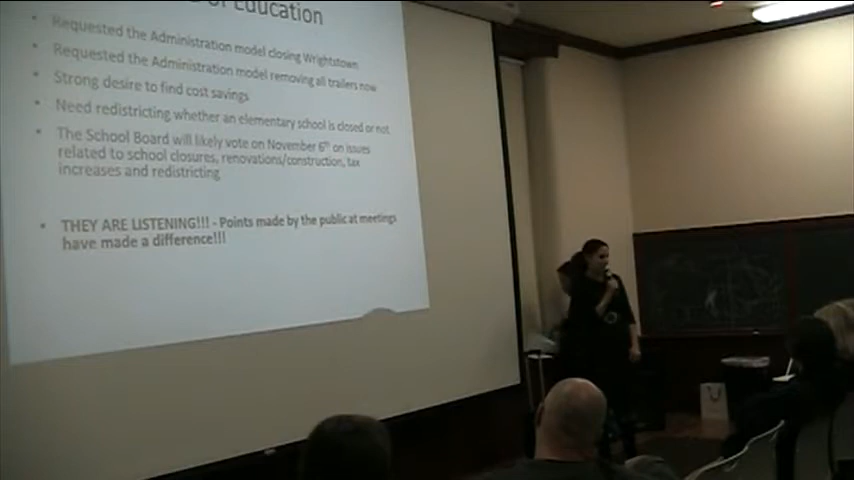 of Education
Requested the Administration model closing Wrightstown
Requested the Administration model removing all trailers now
Strong desire to find cost savings
Need redistricting whether an elementary school is closed or not
The School Board will likely vote on November 6th on issues
related to school closures, renovations/construction, tax
increases and redistricting.
THEY ARE LISTENING!!! - Points made by the public at meetings
have made a difference!!!